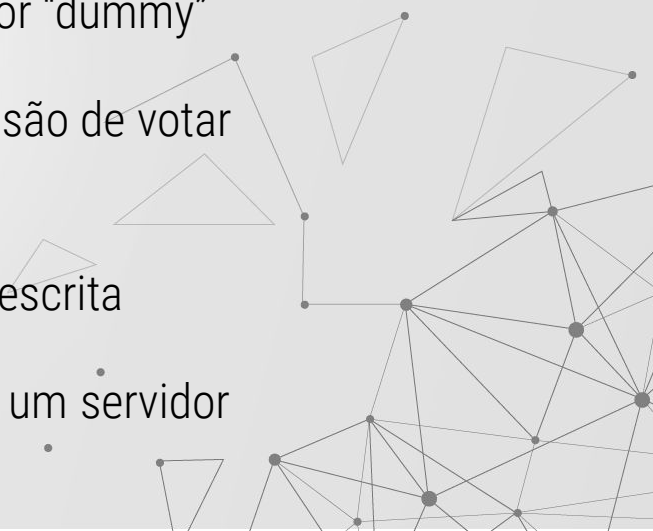 or “dummy”
são de votar
escrita
um servidor